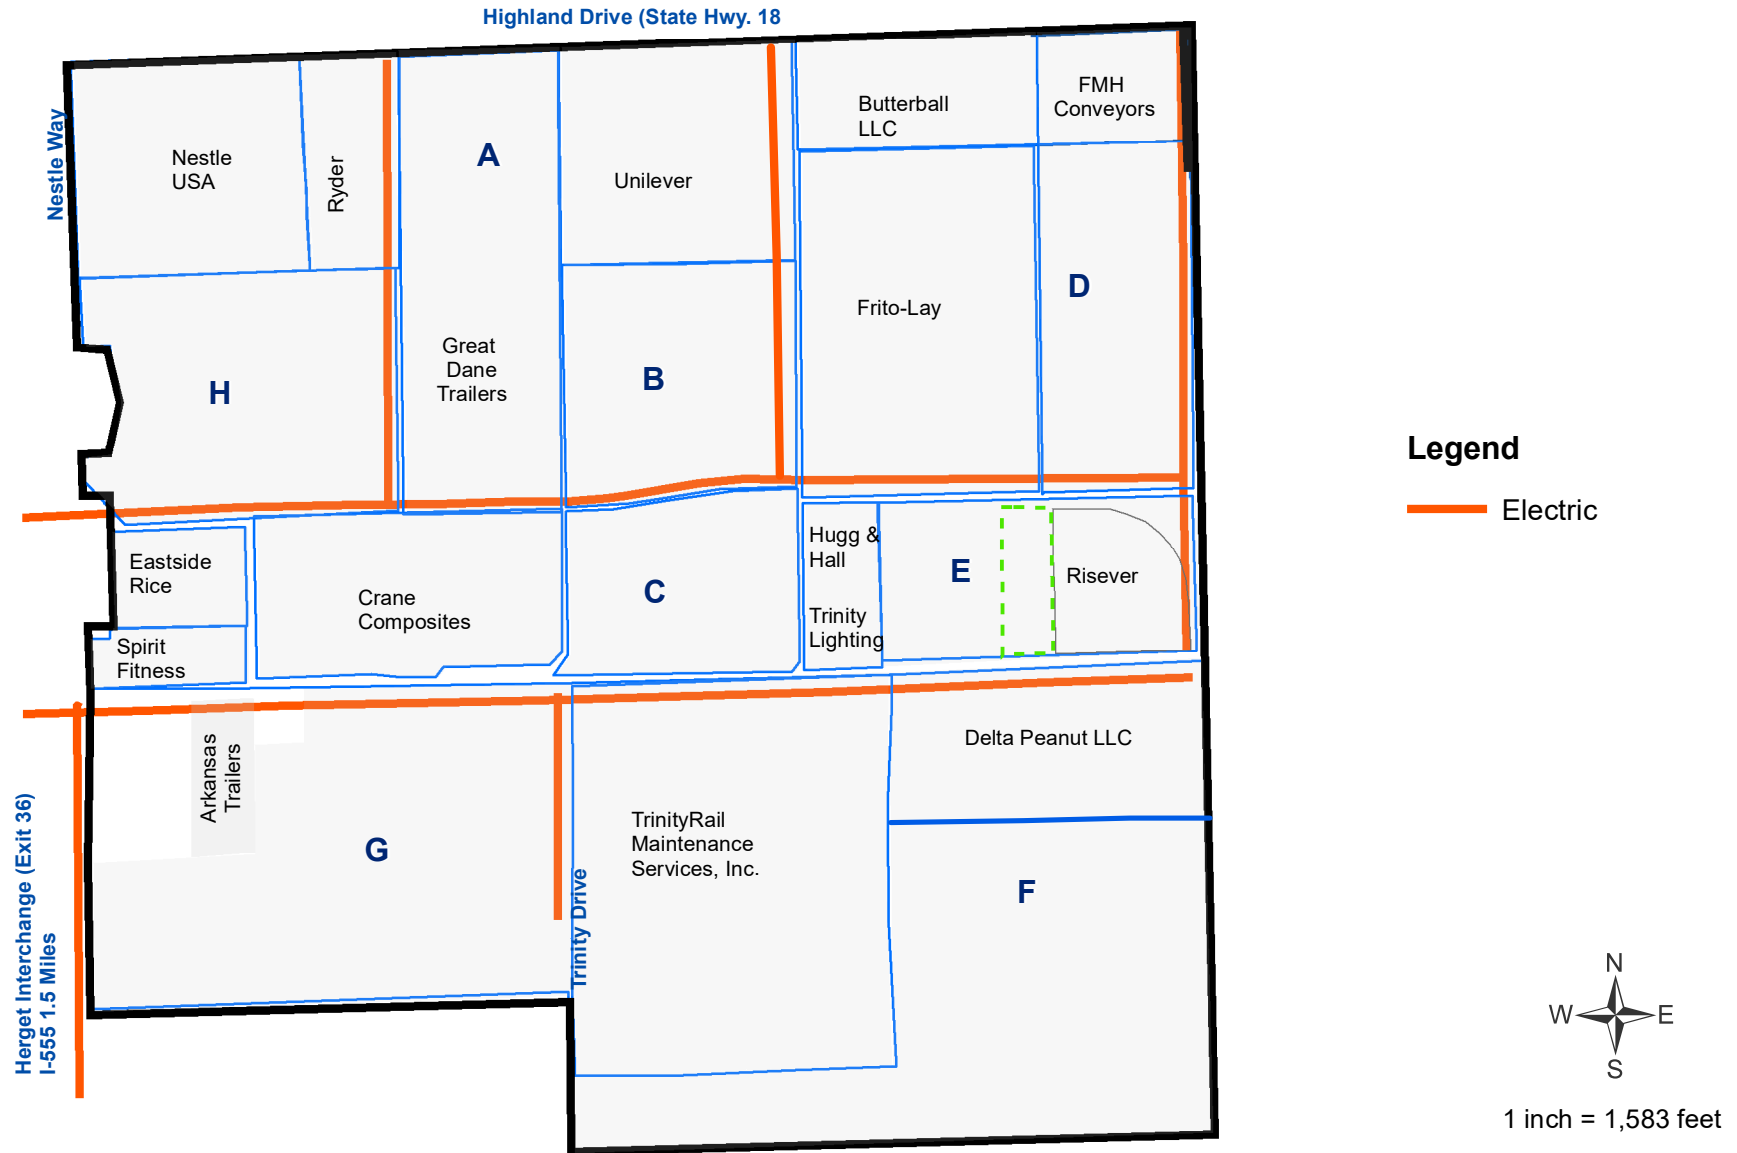 Highland Drive (State Hwy. 18
Nestle Way
Nestle
USA
Ryder
A
Unilever
Butterball
LLC
FMH
Conveyors
H
Great
Dane
Trailers
B
Frito-Lay
D
Legend
Electric
Eastside
Rice
Spirit
Fitness
Crane
Composites
C
Hugg &
Hall
Trinity
Lighting
E
Risever
Arkansas
Trailers
G
TrinityRail
Maintenance
Services, Inc.
Delta Peanut LLC
F
Trinity Drive
Herget Interchange (Exit 36)
I-555 1.5 Miles
N
W
E
S
1 inch = 1,583 feet